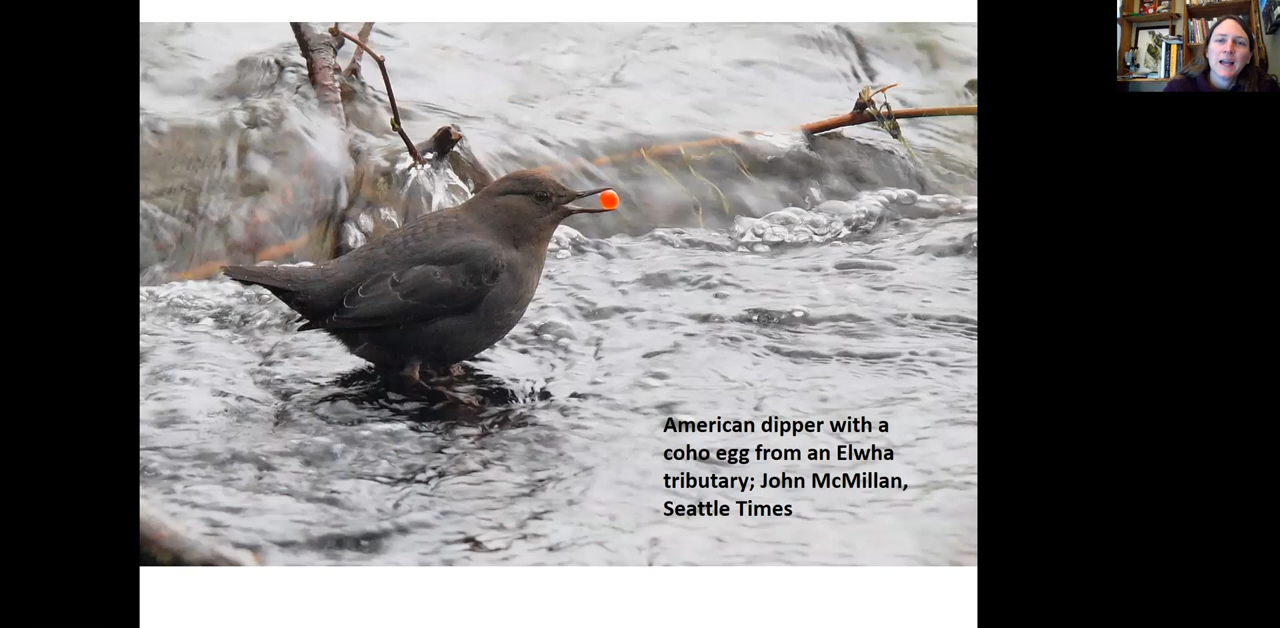 American dipper with a
coho egg from an Elwha
tributary; John McMillan,
Seattle Times